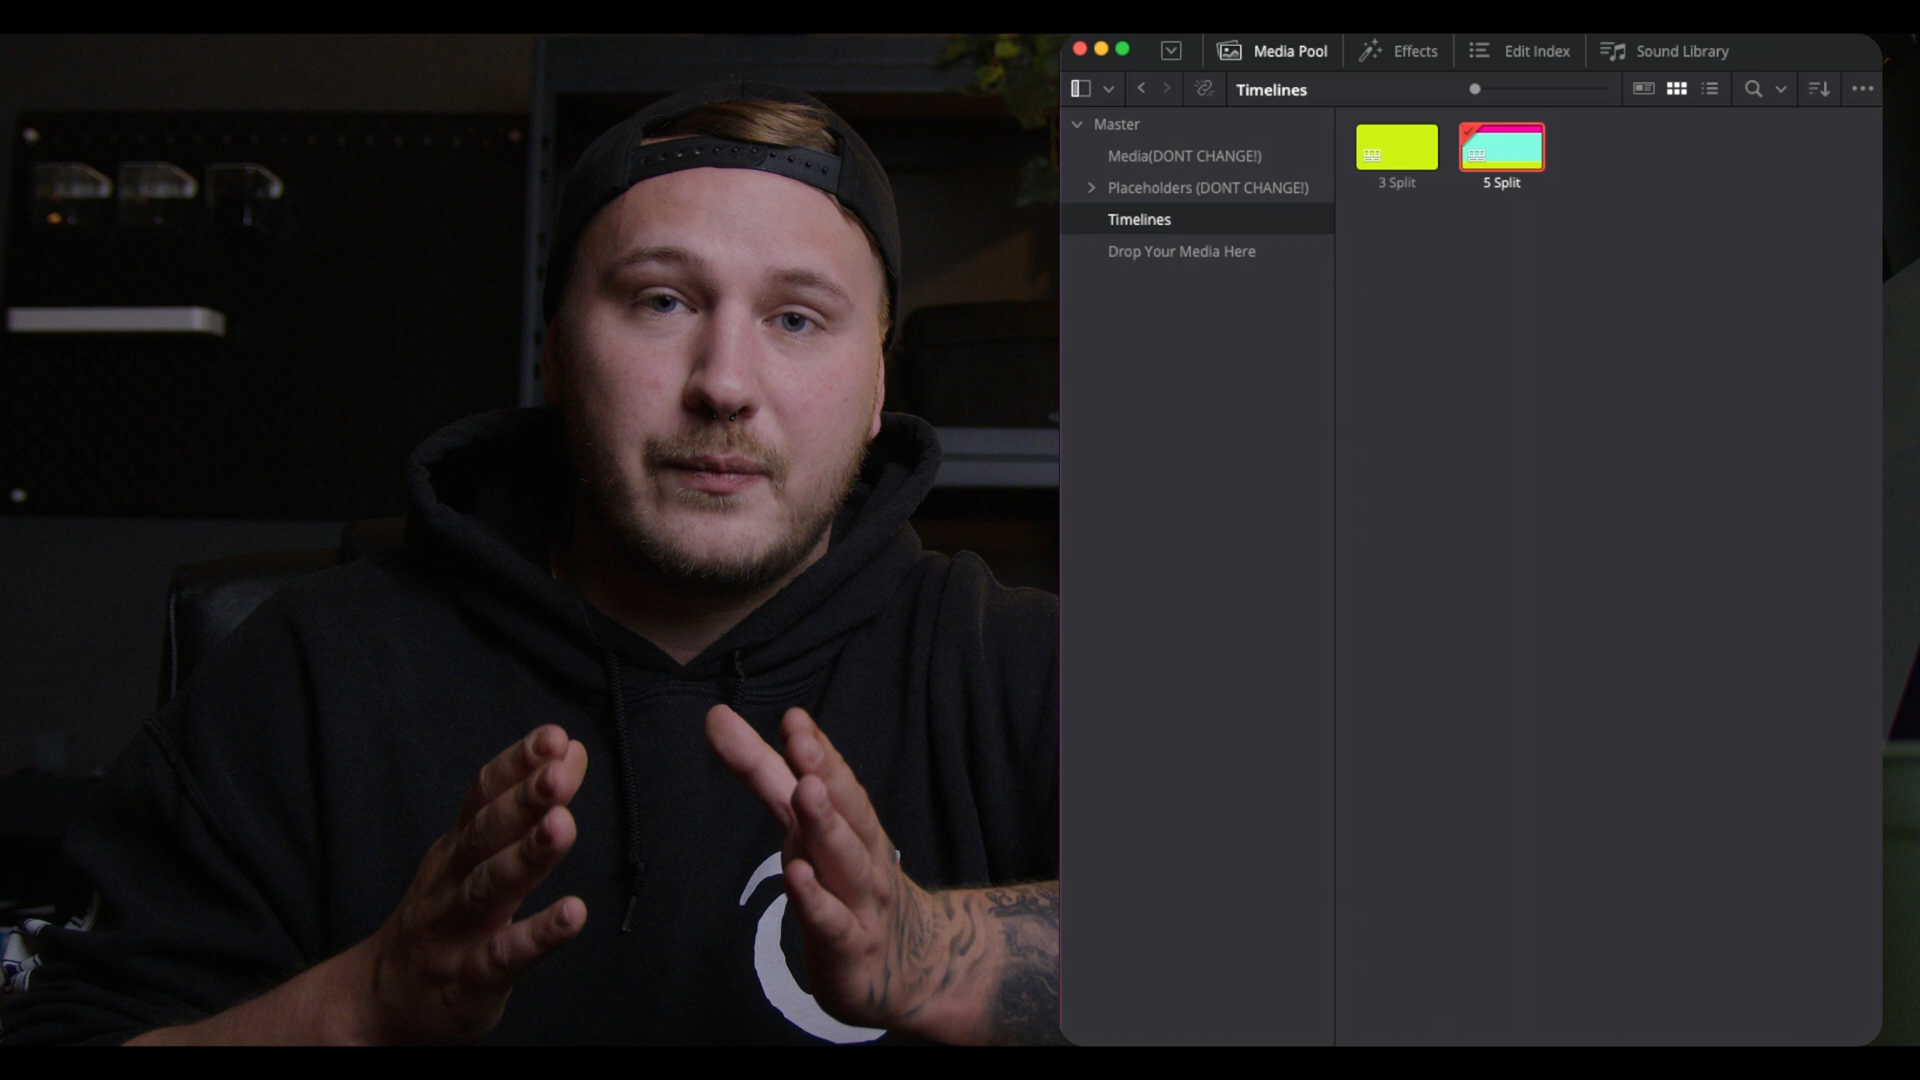 Media Pool
Effects
Edit Index
Sound Library
Timelines
Master
Media(DONT CHANGE!)
Placeholders (DONT CHANGE!)
Timelines
Drop Your Media Here
3 Split
5 Split